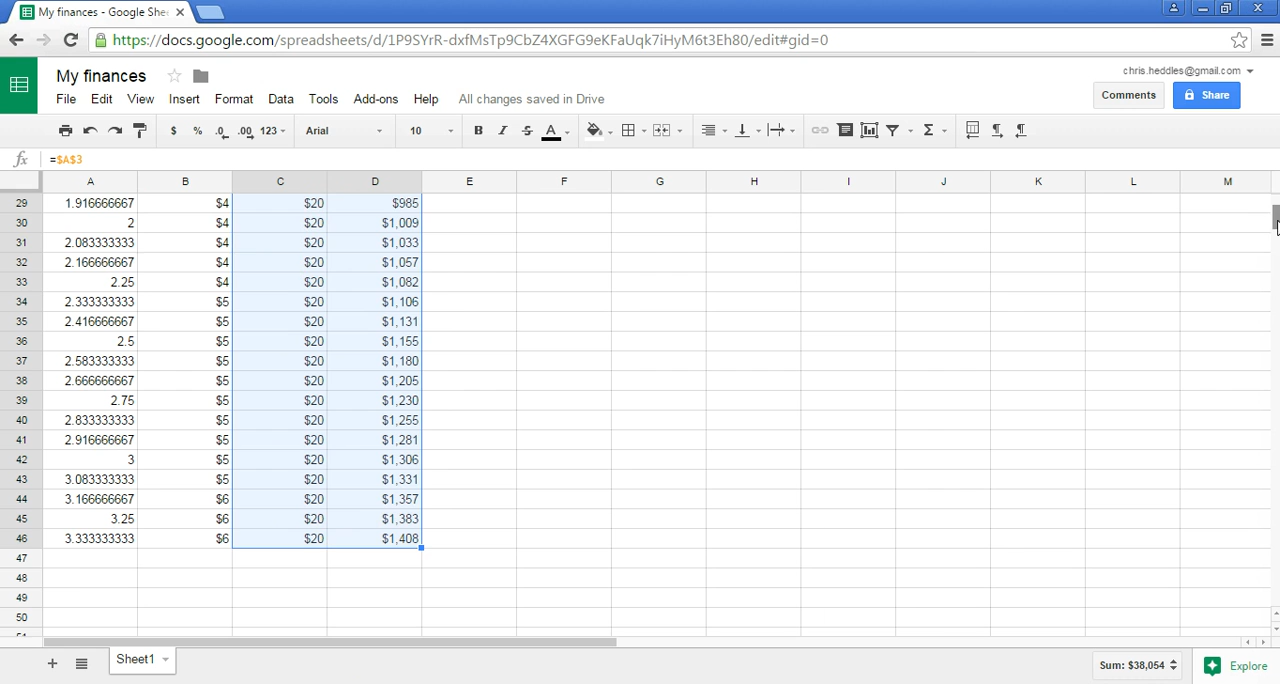 My finances - Google She
https://docs.google.com/spreadsheets/d/1P9SYrR-dxfMsTp9CbZ4XGFG9eKFaUqk7iHyM6t3Eh80/edit#gid=0
My finances
chris.heddles@gmail.com
File Edit View Insert Format Data Tools Add-ons Help All changes saved in Drive
Comments Share
$ % .0 .00 123 Arial 10 B I S A Σ
fx =$A$3
A B C D E F G H I J K L M
29 1.916666667 $4 $20 $985
30 2 $4 $20 $1,009
31 2.083333333 $4 $20 $1,033
32 2.166666667 $4 $20 $1,057
33 2.25 $4 $20 $1,082
34 2.333333333 $5 $20 $1,106
35 2.416666667 $5 $20 $1,131
36 2.5 $5 $20 $1,155
37 2.583333333 $5 $20 $1,180
38 2.666666667 $5 $20 $1,205
39 2.75 $5 $20 $1,230
40 2.833333333 $5 $20 $1,255
41 2.916666667 $5 $20 $1,281
42 3 $5 $20 $1,306
43 3.083333333 $5 $20 $1,331
44 3.166666667 $6 $20 $1,357
45 3.25 $6 $20 $1,383
46 3.333333333 $6 $20 $1,408
47
48
49
50
Sheet1
Sum: $38,054
Explore